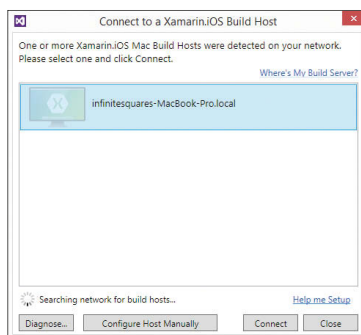 Connect to a Xamarin.iOS Build Host
One or more Xamarin.iOS Mac Build Hosts were detected on your network.
Please select one and click Connect.
Where's My Build Server?
infinitesquares-MacBook-Pro.local
Searching network for build hosts...
Help me Setup
Diagnose... Configure Host Manually Connect Close